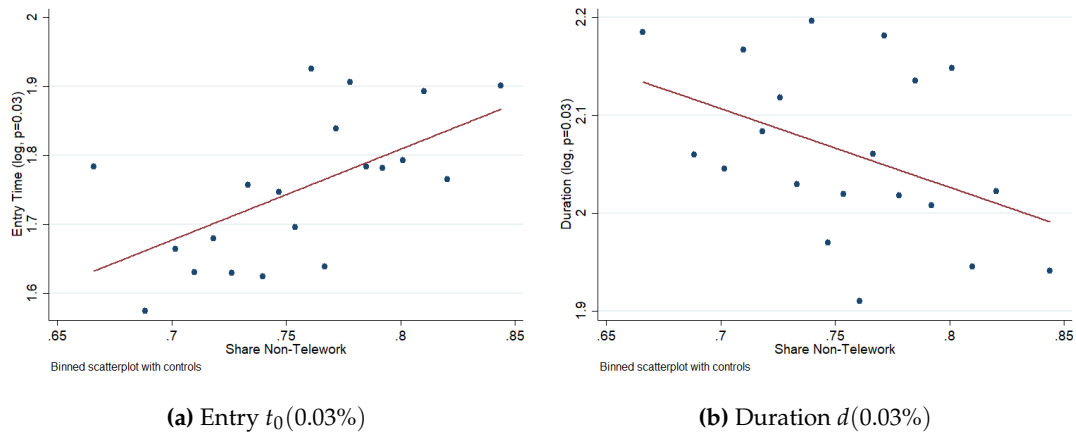 2
1.9
1.8
1.7
1.6
Entry Time (log, p=0.03)
.65 .7 .75 .8 .85
Share Non-Telework
Binned scatterplot with controls
(a) Entry t₀(0.03%)
2.2
2.1
2
1.9
Duration (log, p=0.03)
.65 .7 .75 .8 .85
Share Non-Telework
Binned scatterplot with controls
(b) Duration d(0.03%)